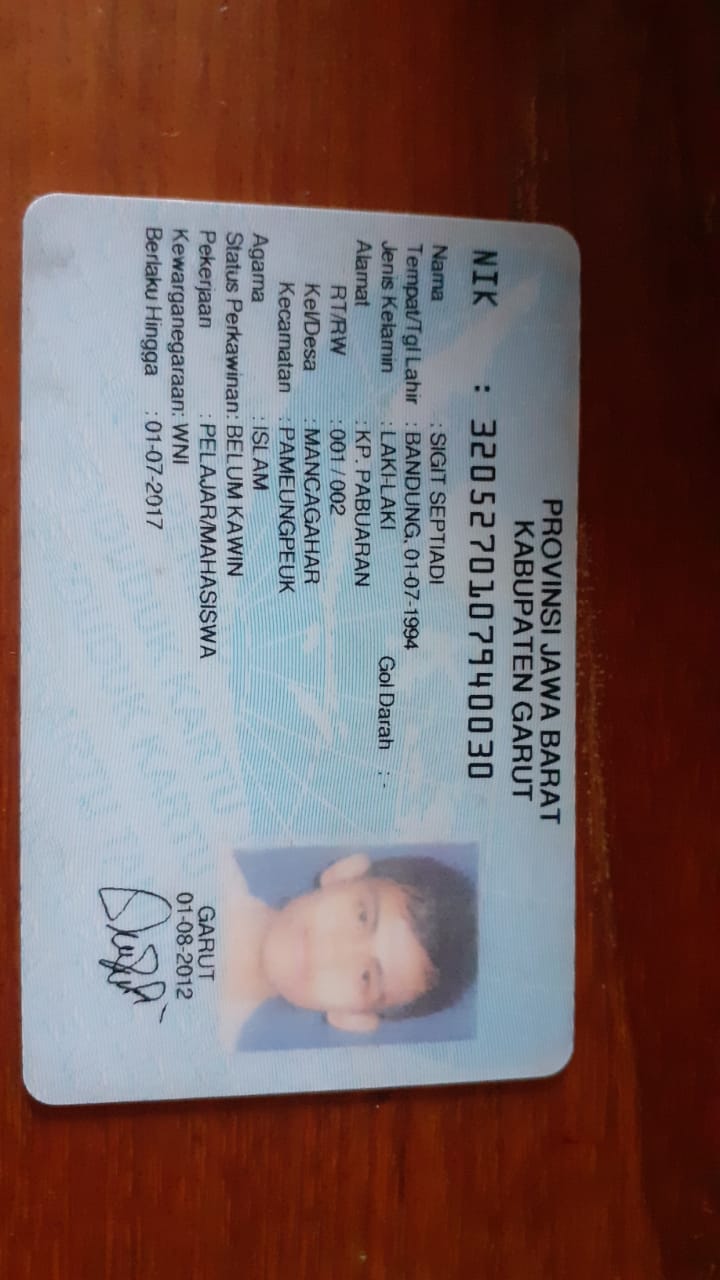 PROVINSI JAWA BARAT
KABUPATEN GARUT
NIK : 3205270107940030
Nama : SIGIT SEPTIADI
Tempat/Tgl Lahir : BANDUNG, 01-07-1994
Jenis Kelamin : LAKI-LAKI Gol Darah : -
Alamat : KP. PABUARAN
RT/RW : 001 / 002
Kel/Desa : MANCAGAHAR
Kecamatan : PAMEUNGPEUK
Agama : ISLAM
Status Perkawinan: BELUM KAWIN
Pekerjaan : PELAJAR/MAHASISWA
Kewarganegaraan: WNI
Berlaku Hingga : 01-07-2017
GARUT
01-08-2012